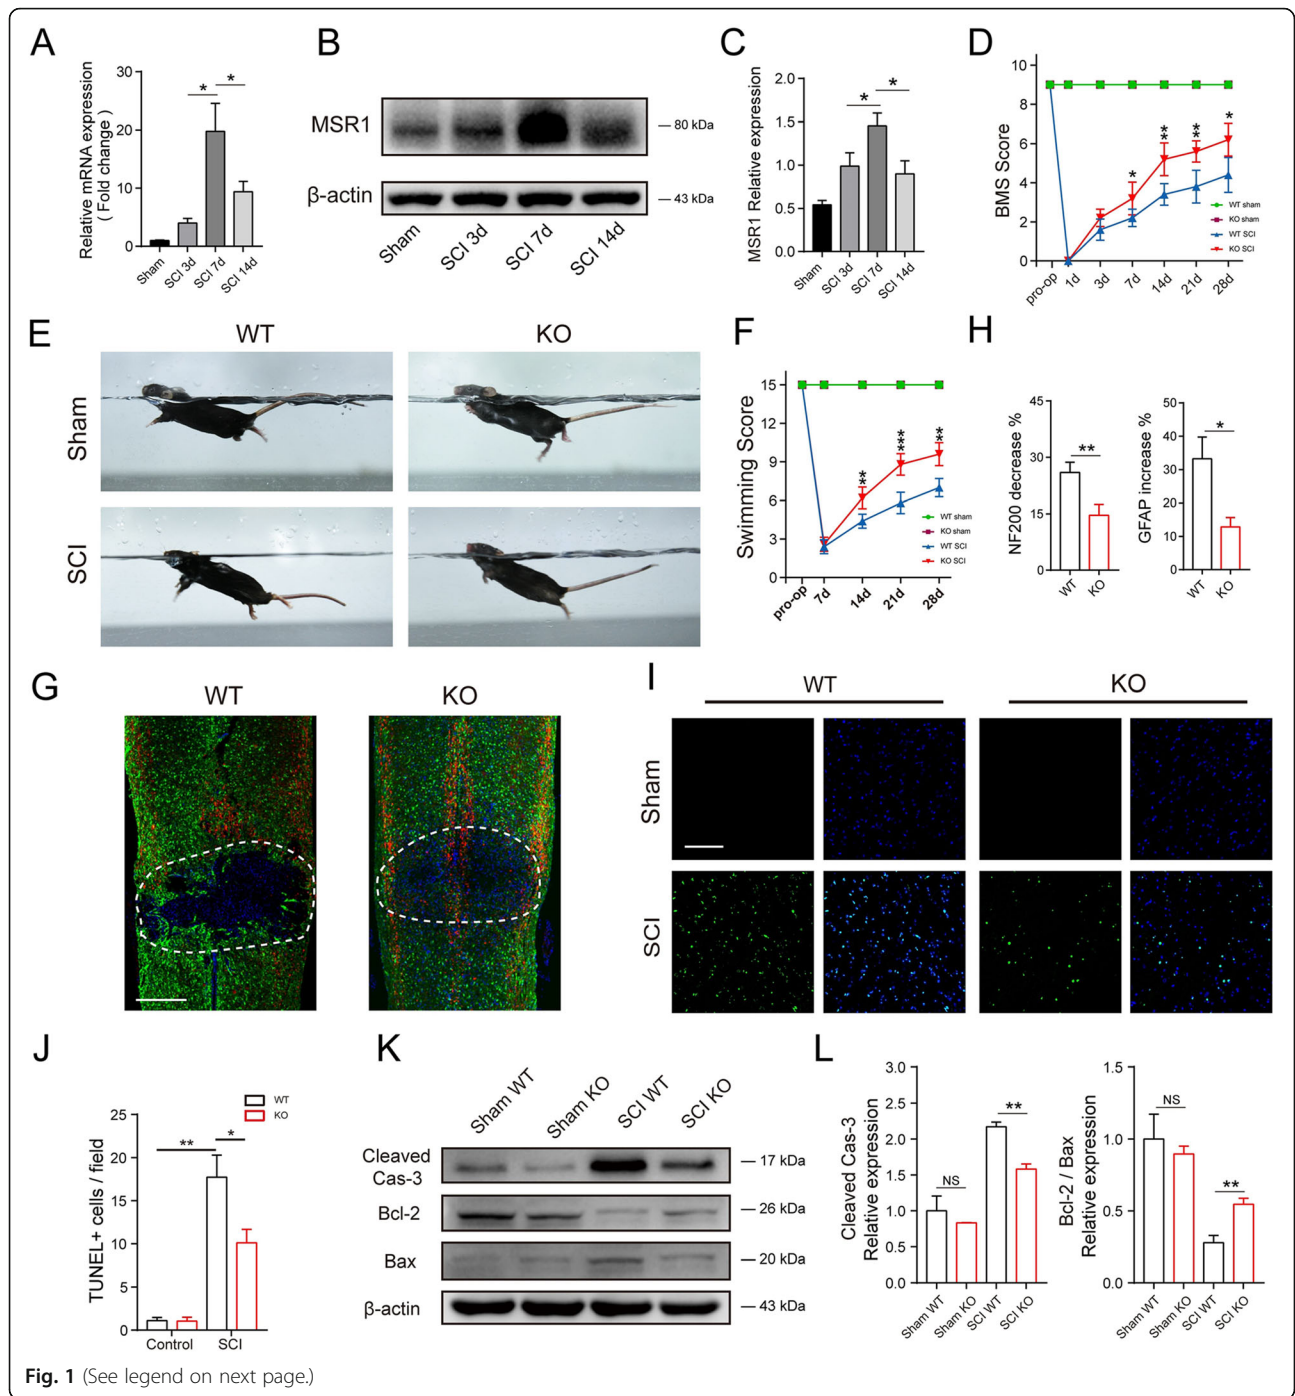 A
Relative mRNA expression
( Fold change )
30
20
10
0
*
*
Sham
SCI 3d
SCI 7d
SCI 14d
B
MSR1
80 kDa
β-actin
43 kDa
Sham
SCI 3d
SCI 7d
SCI 14d
C
MSR1 Relative expression
2.0
1.5
1.0
0.5
0.0
*
*
Sham
SCI 3d
SCI 7d
SCI 14d
D
BMS Score
10
8
6
4
2
0
*
**
**
*
WT sham
KO sham
WT SCI
KO SCI
pro-op
1d
3d
7d
14d
21d
28d
E
WT
KO
Sham
SCI
F
Swimming Score
15
12
9
6
3
0
**
***
**
WT sham
KO sham
WT SCI
KO SCI
pro-op
7d
14d
21d
28d
H
NF200 decrease %
45
30
15
0
**
WT
KO
GFAP increase %
50
40
30
20
10
0
*
WT
KO
G
WT
KO
I
WT
KO
Sham
SCI
J
WT
KO
TUNEL+ cells / field
25
20
15
10
5
0
**
*
Control
SCI
K
Sham WT
Sham KO
SCI WT
SCI KO
Cleaved
Cas-3
17 kDa
Bcl-2
26 kDa
Bax
20 kDa
β-actin
43 kDa
L
Cleaved Cas-3
Relative expression
3.0
2.5
2.0
1.5
1.0
0.5
0.0
NS
**
Sham WT
Sham KO
SCI WT
SCI KO
Bcl-2 / Bax
Relative expression
1.5
1.0
0.5
0.0
NS
**
Sham WT
Sham KO
SCI WT
SCI KO
Fig. 1 (See legend on next page.)